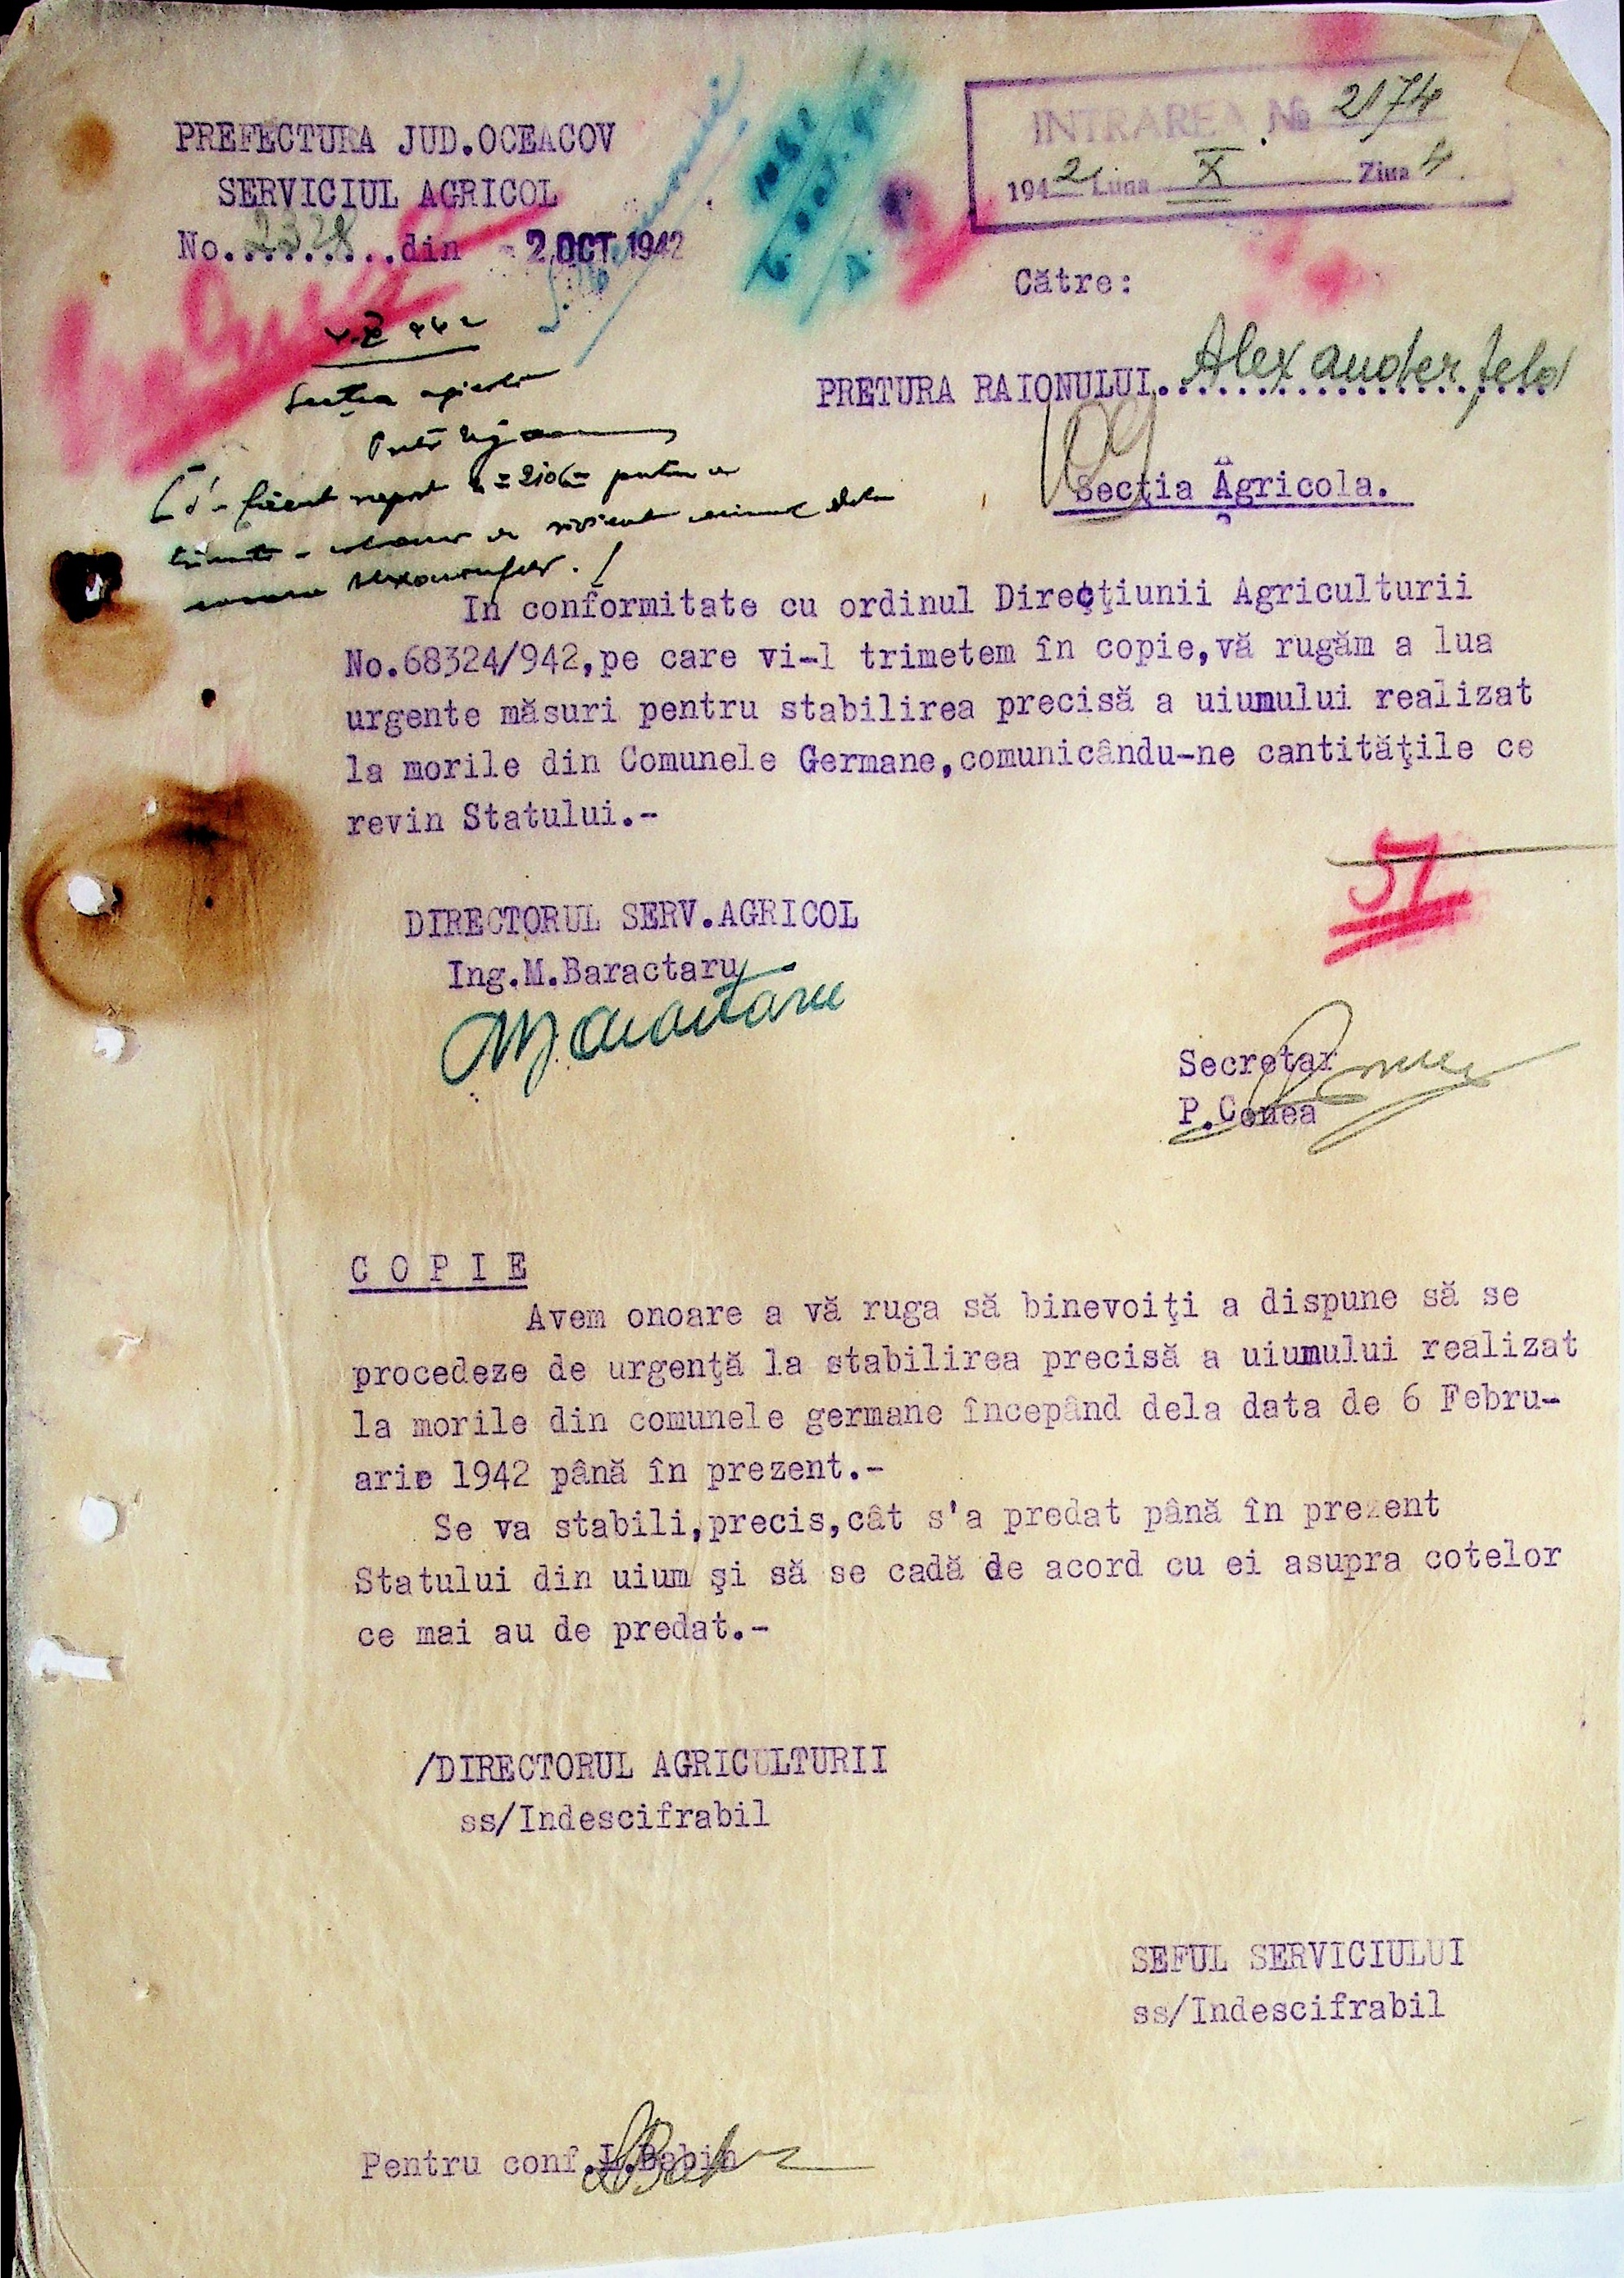 PREFECTURA JUD.OCEACOV
SERVICIUL AGRICOL
No.2328..din 2 OCT. 1942
INTRAREA No 2174
1942 Luna X Ziua 4
Către:
PRETURA RAIONULUI Alexanderfeld
Secţia Agricola.
Secţia agricolă
In conformitate cu ordinul Direcţiunii Agriculturii
No.68324/942,pe care vi-l trimetem în copie,vă rugăm a lua
urgente măsuri pentru stabilirea precisă a uiumului realizat
la morile din Comunele Germane,comunicându-ne cantităţile ce
revin Statului.-
57
DIRECTORUL SERV.AGRICOL
Ing.M.Baractaru
Secretar
P.Conea
C O P I E
Avem onoare a vă ruga să binevoiţi a dispune să se
procedeze de urgenţă la stabilirea precisă a uiumului realizat
la morile din comunele germane începând dela data de 6 Febru-
arie 1942 până în prezent.-
Se va stabili,precis,cât s'a predat până în prezent
Statului din uium şi să se cadă de acord cu ei asupra cotelor
ce mai au de predat.-
/DIRECTORUL AGRICULTURII
ss/Indescifrabil
SEFUL SERVICIULUI
ss/Indescifrabil
Pentru conf.I.Babin